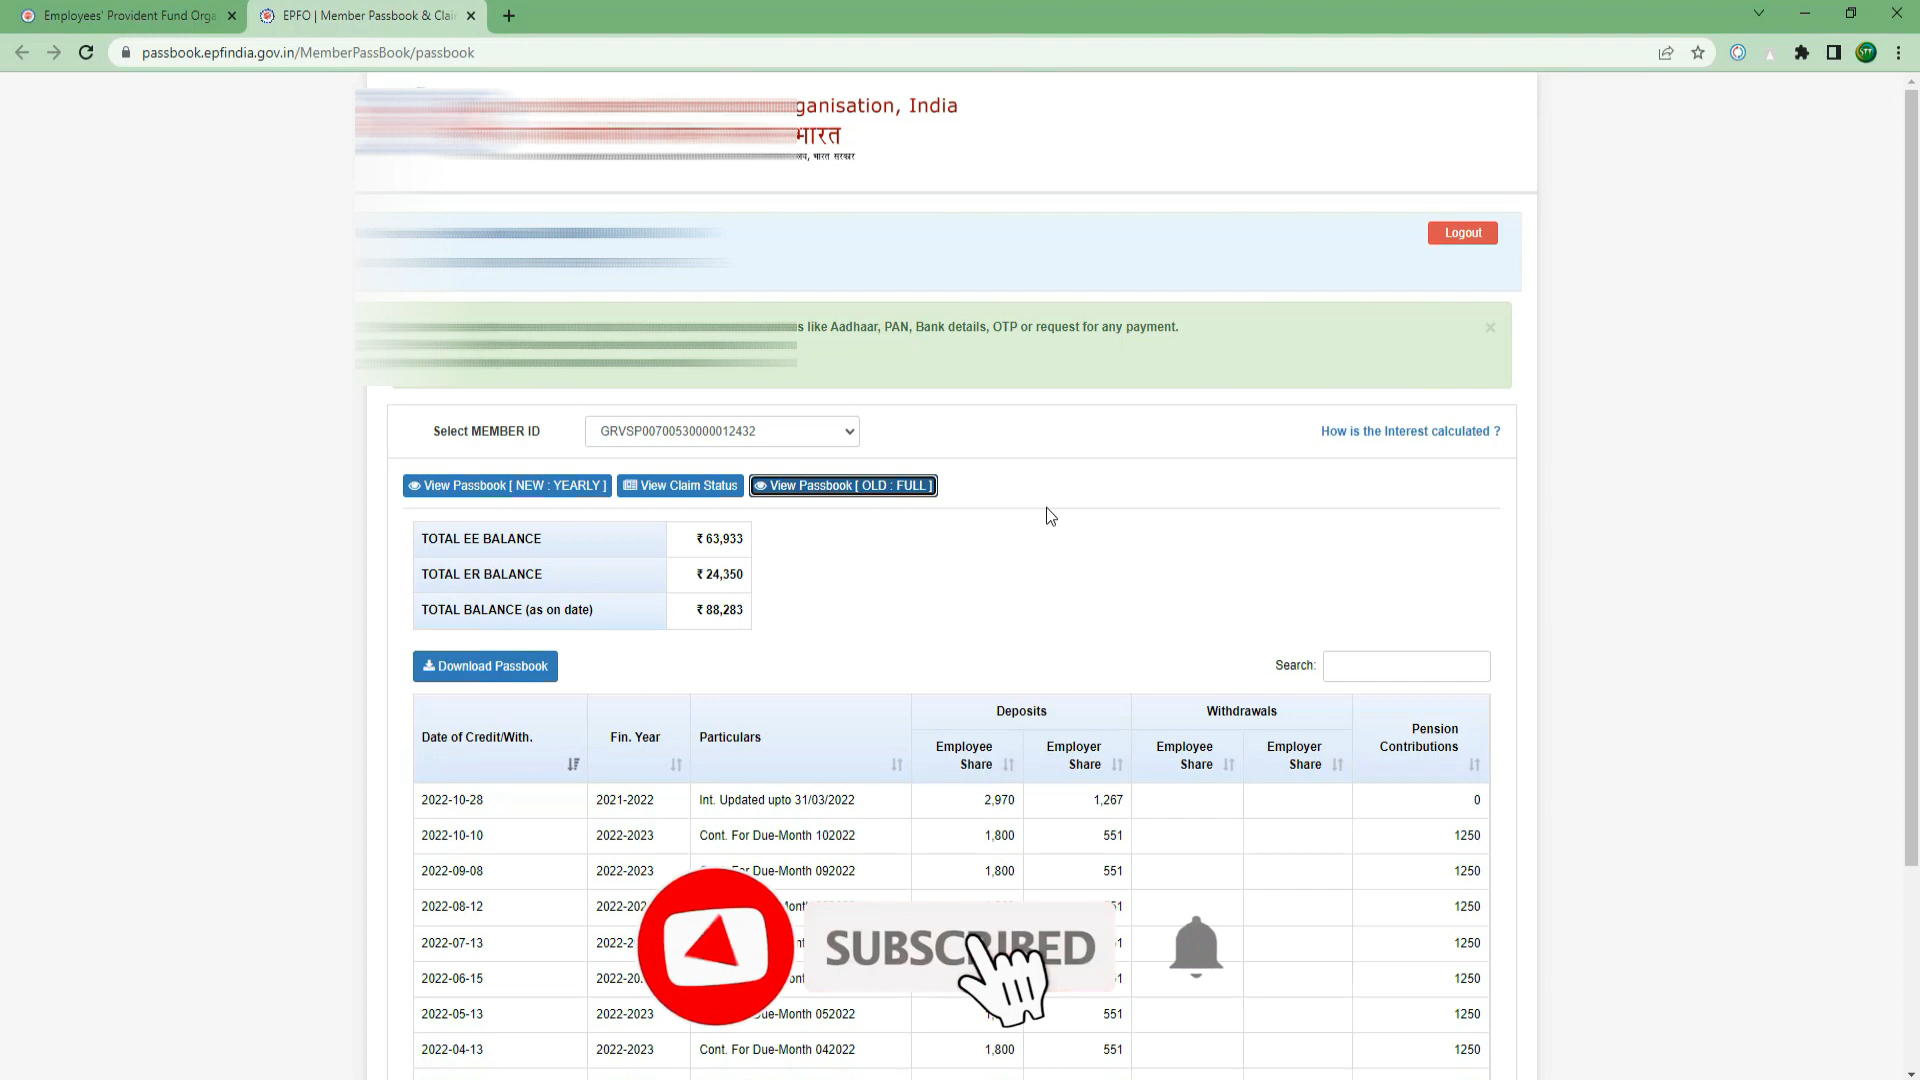 Employees' Provident Fund Orga
EPFO | Member Passbook & Clai
passbook.epfindia.gov.in/MemberPassBook/passbook
STT
ganisation, India
भारत
भारत सरकार
Logout
s like Aadhaar, PAN, Bank details, OTP or request for any payment.
Select MEMBER ID GRVSP00700530000012432 How is the Interest calculated ?
View Passbook [ NEW : YEARLY ] View Claim Status View Passbook [ OLD : FULL ]
TOTAL EE BALANCE ₹ 63,933
TOTAL ER BALANCE ₹ 24,350
TOTAL BALANCE (as on date) ₹ 88,283
Download Passbook Search:
Deposits Withdrawals
Date of Credit/With. Fin. Year Particulars Employee Share Employer Share Employee Share Employer Share Pension Contributions
2022-10-28 2021-2022 Int. Updated upto 31/03/2022 2,970 1,267 0
2022-10-10 2022-2023 Cont. For Due-Month 102022 1,800 551 1250
2022-09-08 2022-2023 For Due-Month 092022 1,800 551 1250
2022-08-12 1250
2022-07-13 1250
2022-06-15 1250
2022-05-13 2022-2023 Due-Month 052022 551 1250
2022-04-13 2022-2023 Cont. For Due-Month 042022 1,800 551 1250
SUBSCRIBED